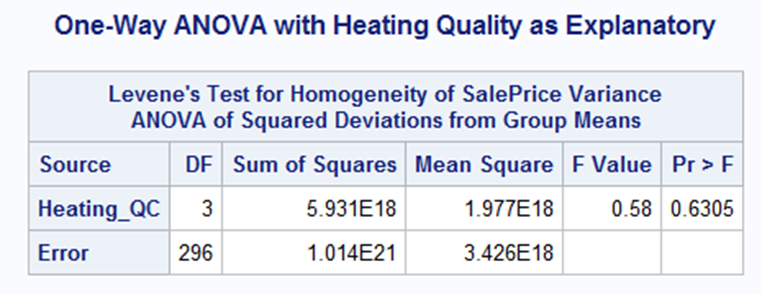 One-Way ANOVA with Heating Quality as Explanatory
Levene's Test for Homogeneity of SalePrice Variance
ANOVA of Squared Deviations from Group Means
Source DF Sum of Squares Mean Square F Value Pr > F
Heating_QC 3 5.931E18 1.977E18 0.58 0.6305
Error 296 1.014E21 3.426E18